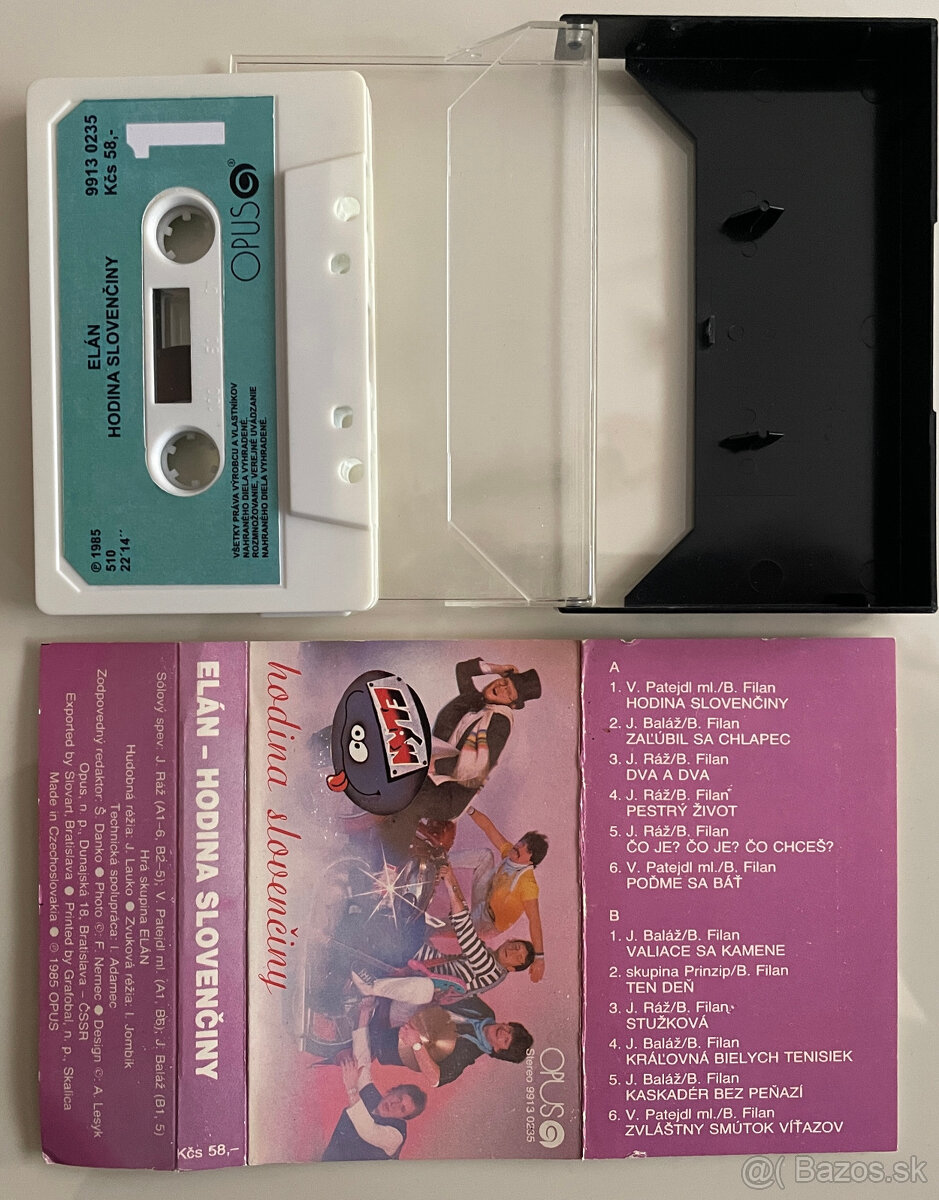 1
9913 0235
Kčs 58,-
ELÁN
HODINA SLOVENČINY
OPUS ®
℗ 1985
510
22'14''
VŠETKY PRÁVA VÝROBCU A VLASTNÍKOV
NAHRANÉHO DIELA VYHRADENÉ.
ROZMNOŽOVANIE, VEREJNÉ UVÁDZANIE
NAHRANÉHO DIELA VYHRADENÉ.
Sólový spev: J. Ráž (A1–6, B2–5); V. Patejdl ml. (A1, B6); J. Baláž (B1, 5)
Hrá skupina ELÁN
Hudobná réžia: J. Lauko ● Zvuková réžia: I. Jombík
Technická spolupráca: I. Adamec
Zodpovedný redaktor: Š. Danko ● Photo ©: F. Nemec ● Design ©: A. Lesyk
Opus, n. p., Dunajská 18, Bratislava – ČSSR
Exported by Slovart, Bratislava ● Printed by Grafobal, n. p., Skalica
Made in Czechoslovakia ● ℗ 1985 OPUS
ELÁN – HODINA SLOVENČINY
Kčs 58,–
ELÁN
hodina slovenčiny
OPUS
Stereo 9913 0235
A
1. V. Patejdl ml./B. Filan
HODINA SLOVENČINY
2. J. Baláž/B. Filan
ZAĽÚBIL SA CHLAPEC
3. J. Ráž/B. Filan
DVA A DVA
4. J. Ráž/B. Filan
PESTRÝ ŽIVOT
5. J. Ráž/B. Filan
ČO JE? ČO JE? ČO CHCEŠ?
6. V. Patejdl ml./B. Filan
POĎME SA BÁŤ
B
1. J. Baláž/B. Filan
VALIACE SA KAMENE
2. skupina Prinzip/B. Filan
TEN DEŇ
3. J. Ráž/B. Filan
STUŽKOVÁ
4. J. Baláž/B. Filan
KRÁĽOVNÁ BIELYCH TENISIEK
5. J. Baláž/B. Filan
KASKADÉR BEZ PEŇAZÍ
6. V. Patejdl ml./B. Filan
ZVLÁŠTNY SMÚTOK VÍŤAZOV
@( Bazos.sk